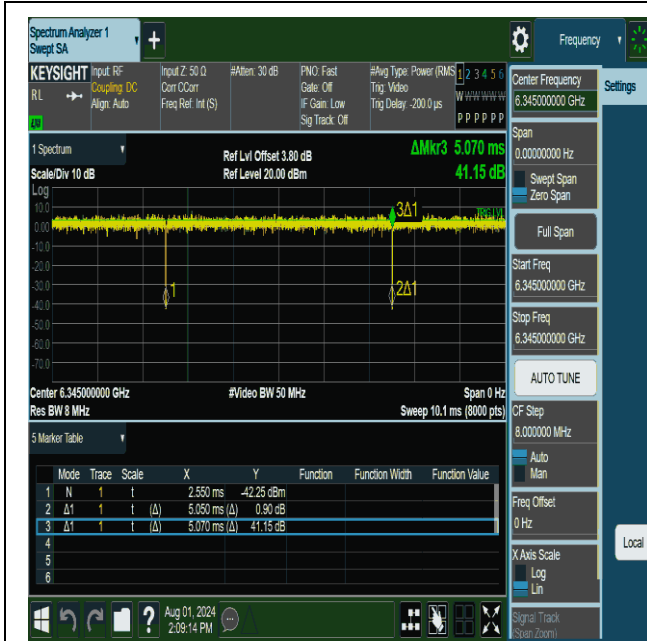 Spectrum Analyzer 1
Swept SA
+
Frequency
KEYSIGHT Input: RF Input Z: 50 Ω #Atten: 30 dB PNO: Fast #Avg Type: Power (RMS 1 2 3 4 5 6
RL Coupling: DC Corr CCorr Gate: Off Trig: Video
Align: Auto Freq Ref: Int (S) IF Gain: Low Trig Delay: -200.0 µs
Sig Track: Off P P P P P P
Center Frequency
6.345000000 GHz
Settings
Span
0.00000000 Hz
Swept Span
Zero Span
Full Span
Start Freq
6.345000000 GHz
Stop Freq
6.345000000 GHz
AUTO TUNE
CF Step
8.000000 MHz
Auto
Man
Freq Offset
0 Hz
X Axis Scale
Log
Lin
Signal Track
(Span Zoom)
Local
1 Spectrum
Scale/Div 10 dB
Ref Lvl Offset 3.80 dB
Ref Level 20.00 dBm
ΔMkr3 5.070 ms
41.15 dB
Log
10.0
0.00
-10.0
-20.0
-30.0
-40.0
-50.0
-60.0
-70.0
3Δ1
1
2Δ1
Center 6.345000000 GHz #Video BW 50 MHz Span 0 Hz
Res BW 8 MHz Sweep 10.1 ms (8000 pts)
5 Marker Table
Mode Trace Scale X Y Function Function Width Function Value
1 N 1 t 2.550 ms -42.25 dBm
2 Δ1 1 t (Δ) 5.050 ms (Δ) 0.90 dB
3 Δ1 1 t (Δ) 5.070 ms (Δ) 41.15 dB
4
5
6
?
Aug 01, 2024
2:09:14 PM